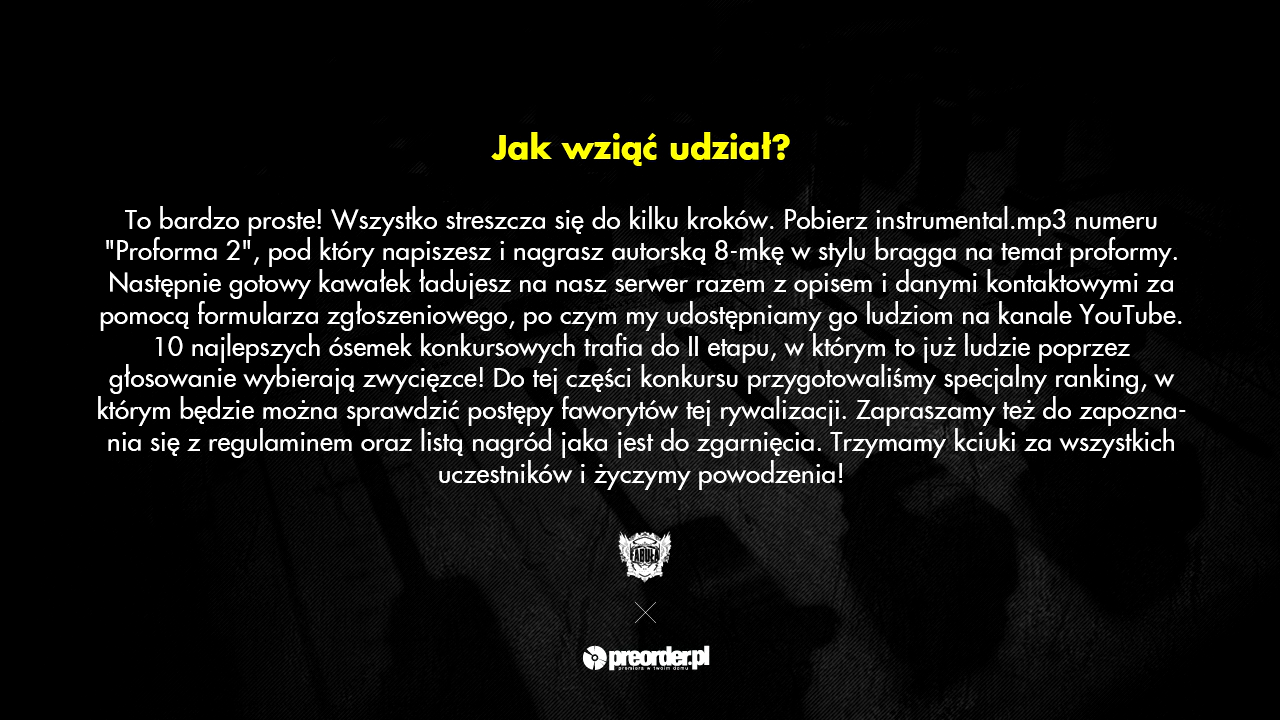 Jak wziąć udział?
To bardzo proste! Wszystko streszcza się do kilku kroków. Pobierz instrumental.mp3 numeru
"Proforma 2", pod który napiszesz i nagrasz autorską 8-mkę w stylu bragga na temat proformy.
Następnie gotowy kawałek ładujesz na nasz serwer razem z opisem i danymi kontaktowymi za
pomocą formularza zgłoszeniowego, po czym my udostępniamy go ludziom na kanale YouTube.
10 najlepszych ósemek konkursowych trafia do II etapu, w którym to już ludzie poprzez
głosowanie wybierają zwycięzce! Do tej części konkursu przygotowaliśmy specjalny ranking, w
którym będzie można sprawdzić postępy faworytów tej rywalizacji. Zapraszamy też do zapozna-
nia się z regulaminem oraz listą nagród jaka jest do zgarnięcia. Trzymamy kciuki za wszystkich
uczestników i życzymy powodzenia!
FABUŁA
preorder.pl
premiera w twoim domu